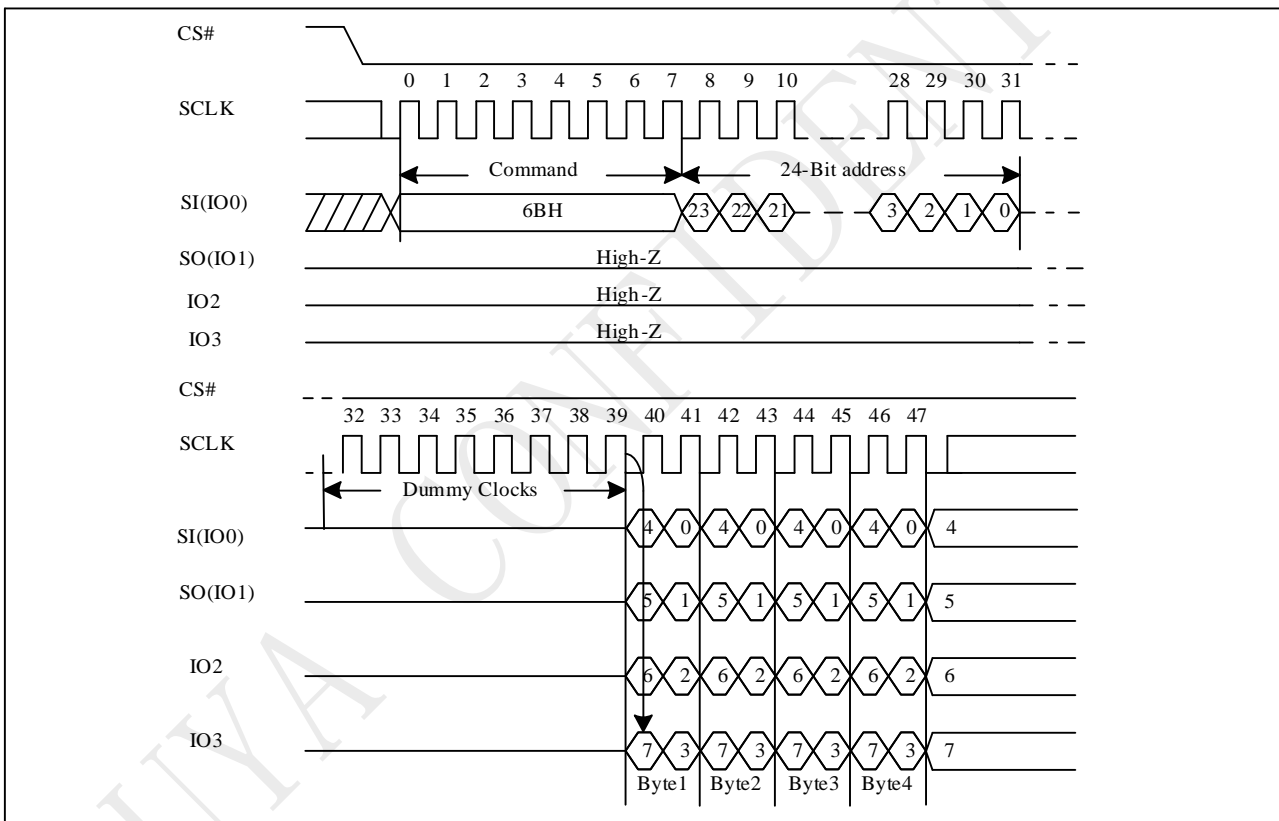 CS#
0 1 2 3 4 5 6 7 8 9 10 28 29 30 31
SCLK
Command 24-Bit address
SI(IO0) 6BH 23 22 21 3 2 1 0
SO(IO1) High-Z
IO2 High-Z
IO3 High-Z
CS#
32 33 34 35 36 37 38 39 40 41 42 43 44 45 46 47
SCLK
Dummy Clocks
SI(IO0) 4 0 4 0 4 0 4 0 4
SO(IO1) 5 1 5 1 5 1 5 1 5
IO2 6 2 6 2 6 2 6 2 6
IO3 7 3 7 3 7 3 7 3 7
Byte1 Byte2 Byte3 Byte4
UYA CONFIDENT